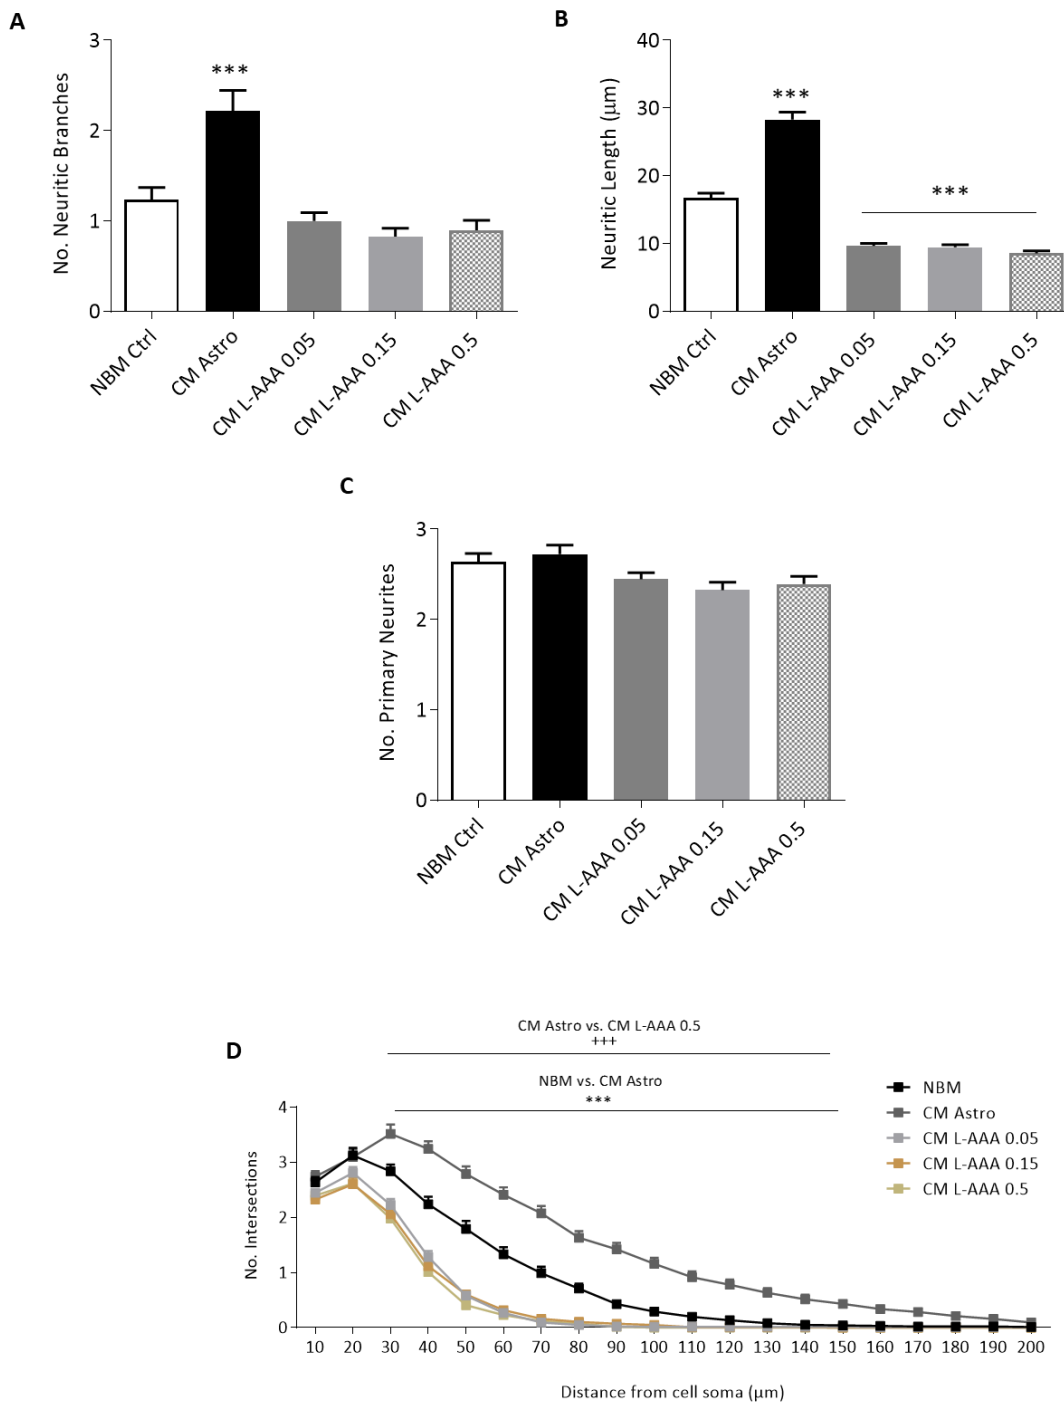 A
No. Neuritic Branches
3
2
1
0
***
NBM Ctrl
CM Astro
CM L-AAA 0.05
CM L-AAA 0.15
CM L-AAA 0.5
B
Neuritic Length (μm)
40
30
20
10
0
***
***
NBM Ctrl
CM Astro
CM L-AAA 0.05
CM L-AAA 0.15
CM L-AAA 0.5
C
No. Primary Neurites
3
2
1
0
NBM Ctrl
CM Astro
CM L-AAA 0.05
CM L-AAA 0.15
CM L-AAA 0.5
D
CM Astro vs. CM L-AAA 0.5
+++
NBM vs. CM Astro
***
NBM
CM Astro
CM L-AAA 0.05
CM L-AAA 0.15
CM L-AAA 0.5
No. Intersections
4
3
2
1
0
10 20 30 40 50 60 70 80 90 100 110 120 130 140 150 160 170 180 190 200
Distance from cell soma (μm)